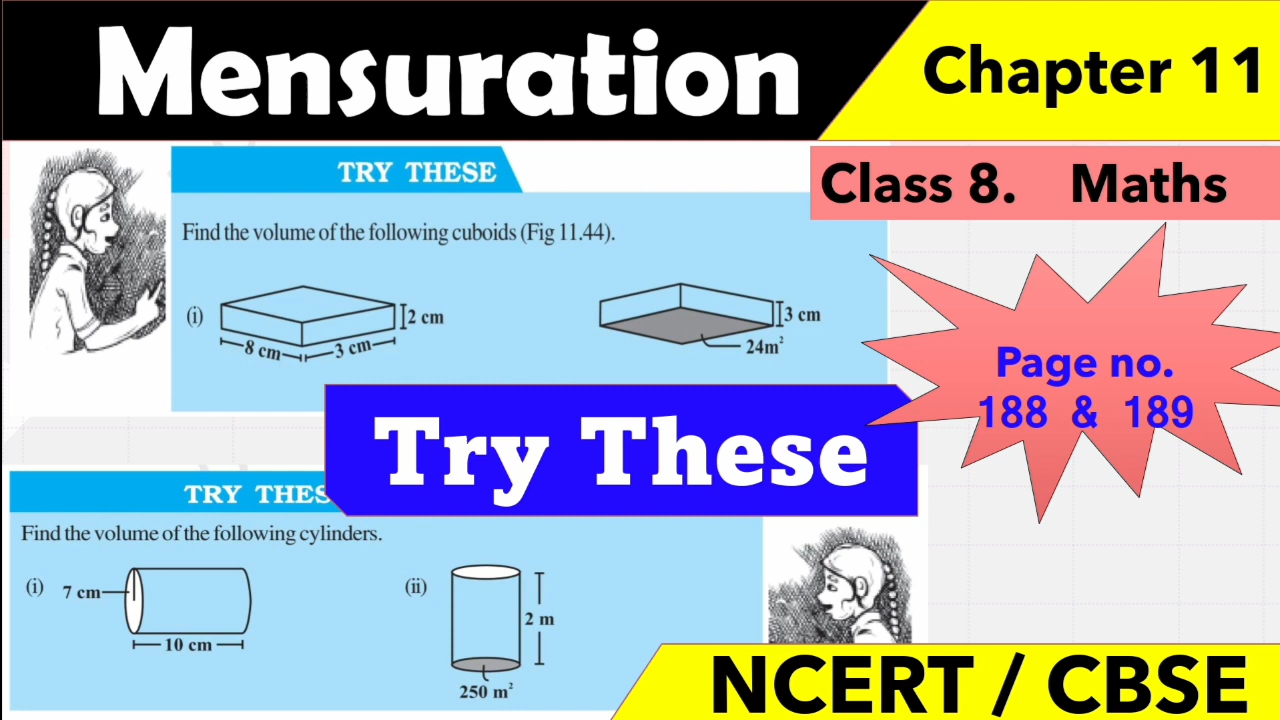 Mensuration
Chapter 11
Class 8. Maths
TRY THESE
Find the volume of the following cuboids (Fig 11.44).
(i)
2 cm
8 cm
3 cm
3 cm
24m²
Page no.
188 & 189
Try These
TRY THES
Find the volume of the following cylinders.
(i)
7 cm
10 cm
(ii)
2 m
250 m²
NCERT / CBSE